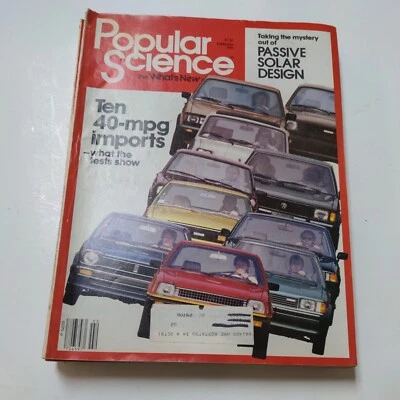 Popular
Science
The What's New
Taking the mystery
out of
PASSIVE
SOLAR
DESIGN
Ten
40-mpg
imports
—what the
tests show